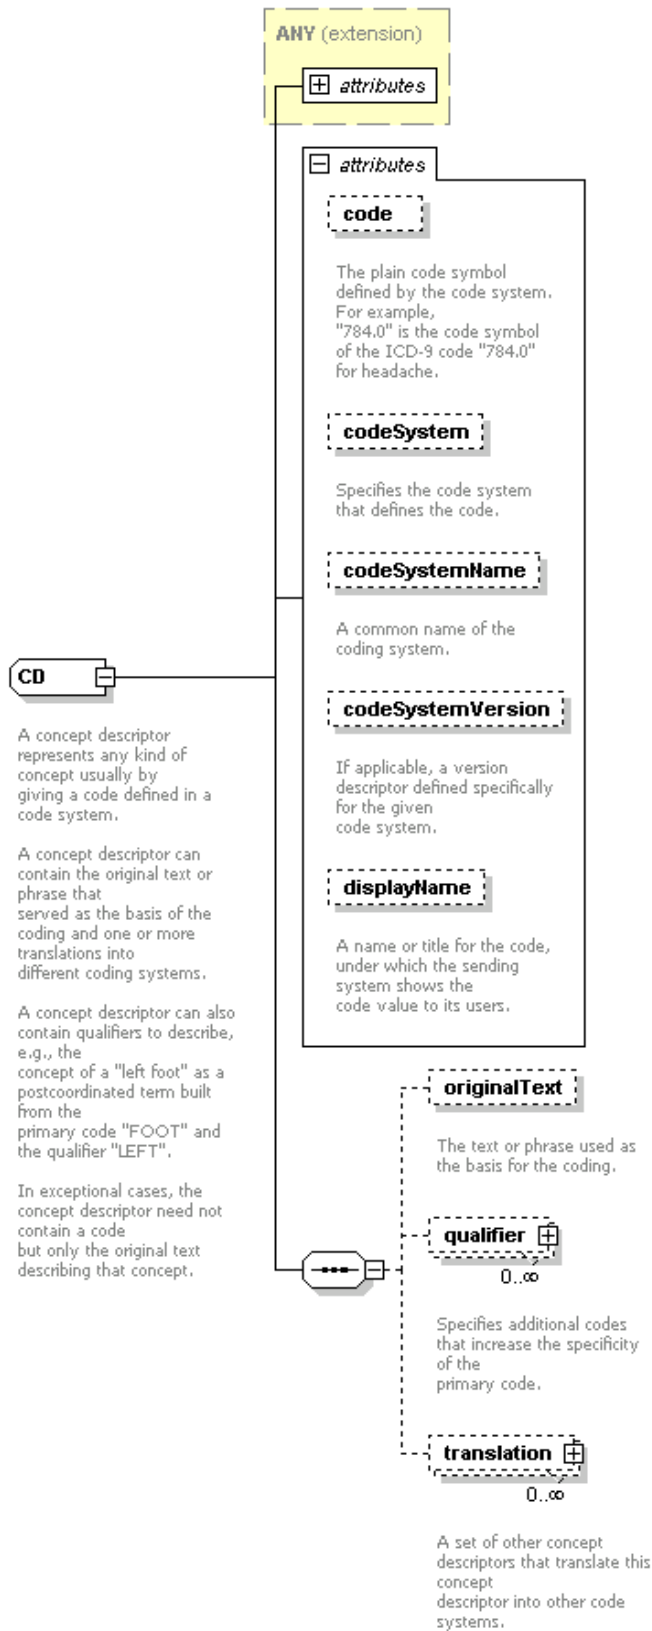 ANY (extension)
attributes
attributes
code
The plain code symbol
defined by the code system.
For example,
"784.0" is the code symbol
of the ICD-9 code "784.0"
for headache.
codeSystem
Specifies the code system
that defines the code.
codeSystemName
A common name of the
coding system.
codeSystemVersion
If applicable, a version
descriptor defined specifically
for the given
code system.
displayName
A name or title for the code,
under which the sending
system shows the
code value to its users.
CD
A concept descriptor
represents any kind of
concept usually by
giving a code defined in a
code system.
A concept descriptor can
contain the original text or
phrase that
served as the basis of the
coding and one or more
translations into
different coding systems.
A concept descriptor can also
contain qualifiers to describe,
e.g., the
concept of a "left foot" as a
postcoordinated term built
from the
primary code "FOOT" and
the qualifier "LEFT".
In exceptional cases, the
concept descriptor need not
contain a code
but only the original text
describing that concept.
originalText
The text or phrase used as
the basis for the coding.
qualifier
0..∞
Specifies additional codes
that increase the specificity
of the
primary code.
translation
0..∞
A set of other concept
descriptors that translate this
concept
descriptor into other code
systems.